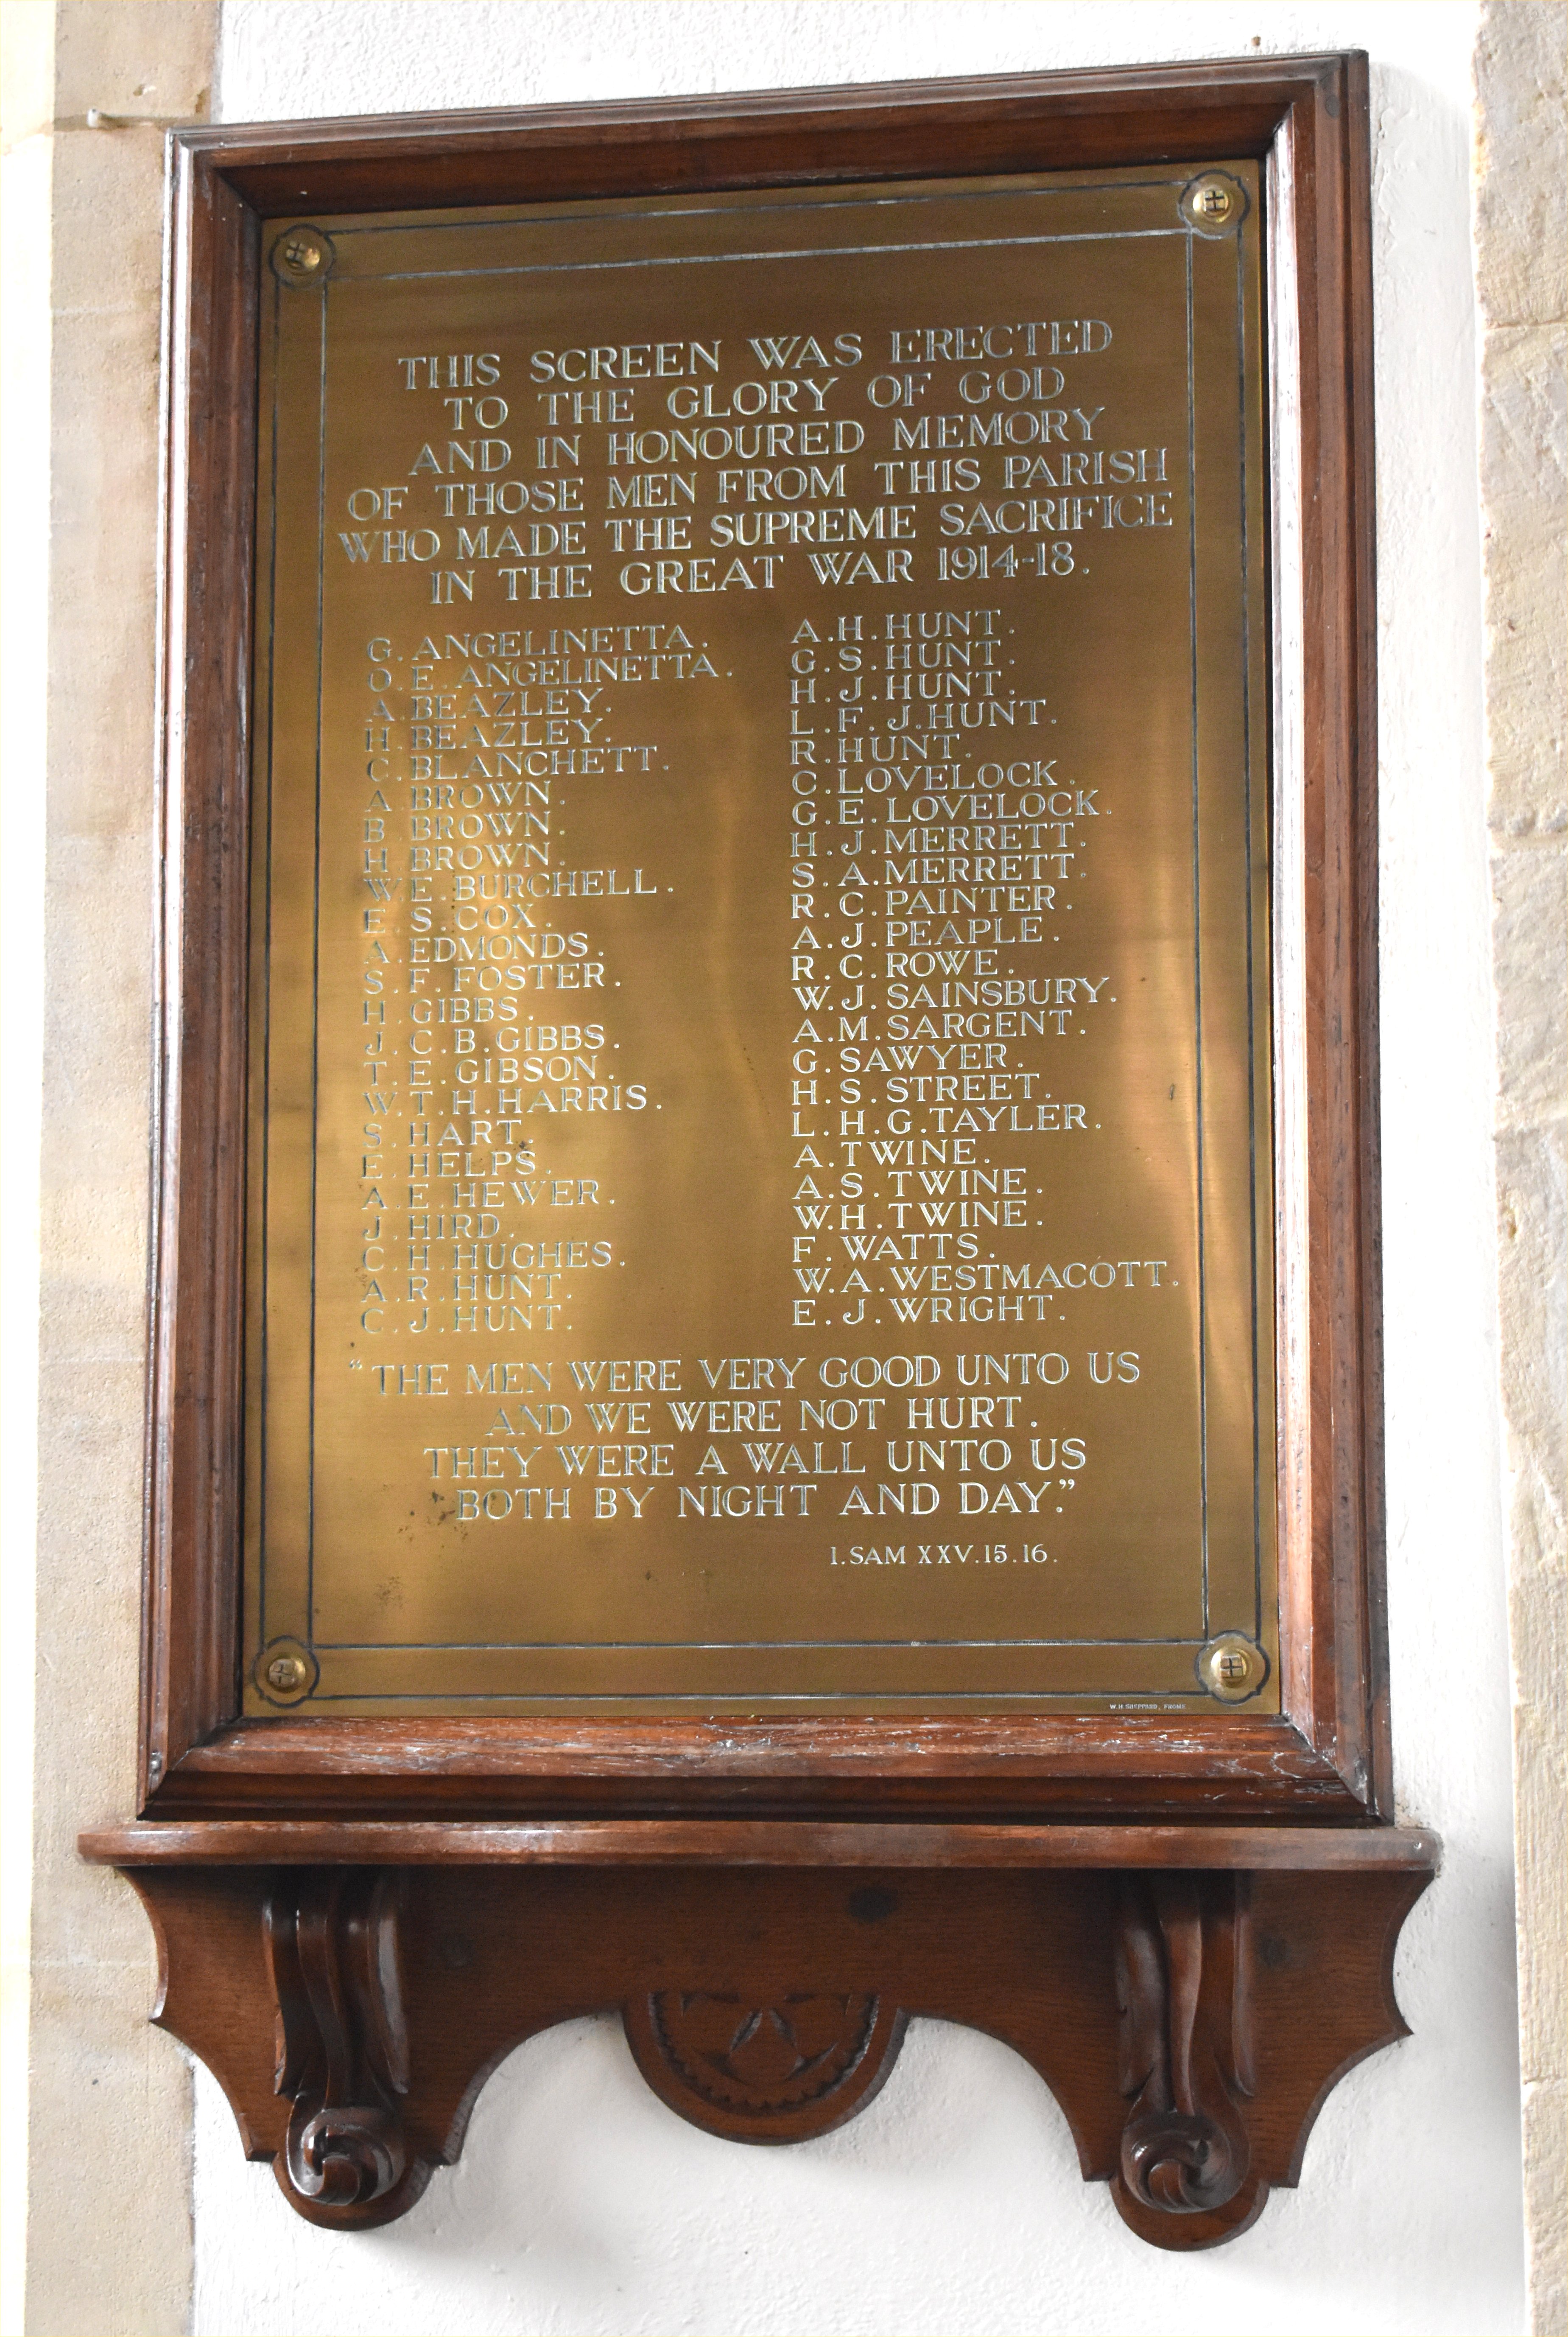 THIS SCREEN WAS ERECTED
TO THE GLORY OF GOD
AND IN HONOURED MEMORY
OF THOSE MEN FROM THIS PARISH
WHO MADE THE SUPREME SACRIFICE
IN THE GREAT WAR 1914-18.
G. ANGELINETTA.
O. E. ANGELINETTA.
A. BEAZLEY.
H. BEAZLEY.
C. BLANCHETT.
A. BROWN.
B. BROWN.
H. BROWN.
W. E. BURCHELL.
E. S. COX.
A. EDMONDS.
S. F. FOSTER.
H. GIBBS.
J. C. B. GIBBS.
T. E. GIBSON.
W. T. H. HARRIS.
S. HART.
E. HELPS.
A. E. HEWER.
J. HIRD.
C. H. HUGHES.
A. R. HUNT.
C. J. HUNT.
A. H. HUNT.
G. S. HUNT.
H. J. HUNT.
L. F. J. HUNT.
R. HUNT.
C. LOVELOCK.
G. E. LOVELOCK.
H. J. MERRETT.
S. A. MERRETT.
R. C. PAINTER.
A. J. PEAPLE.
R. C. ROWE.
W. J. SAINSBURY.
A. M. SARGENT.
G. SAWYER.
H. S. STREET.
L. H. G. TAYLER.
A. TWINE.
A. S. TWINE.
W. H. TWINE.
F. WATTS.
W. A. WESTMACOTT.
E. J. WRIGHT.
"THE MEN WERE VERY GOOD UNTO US
AND WE WERE NOT HURT.
THEY WERE A WALL UNTO US
BOTH BY NIGHT AND DAY."
1. SAM XXV. 15. 16.
W. H SHEPPARD, FROME